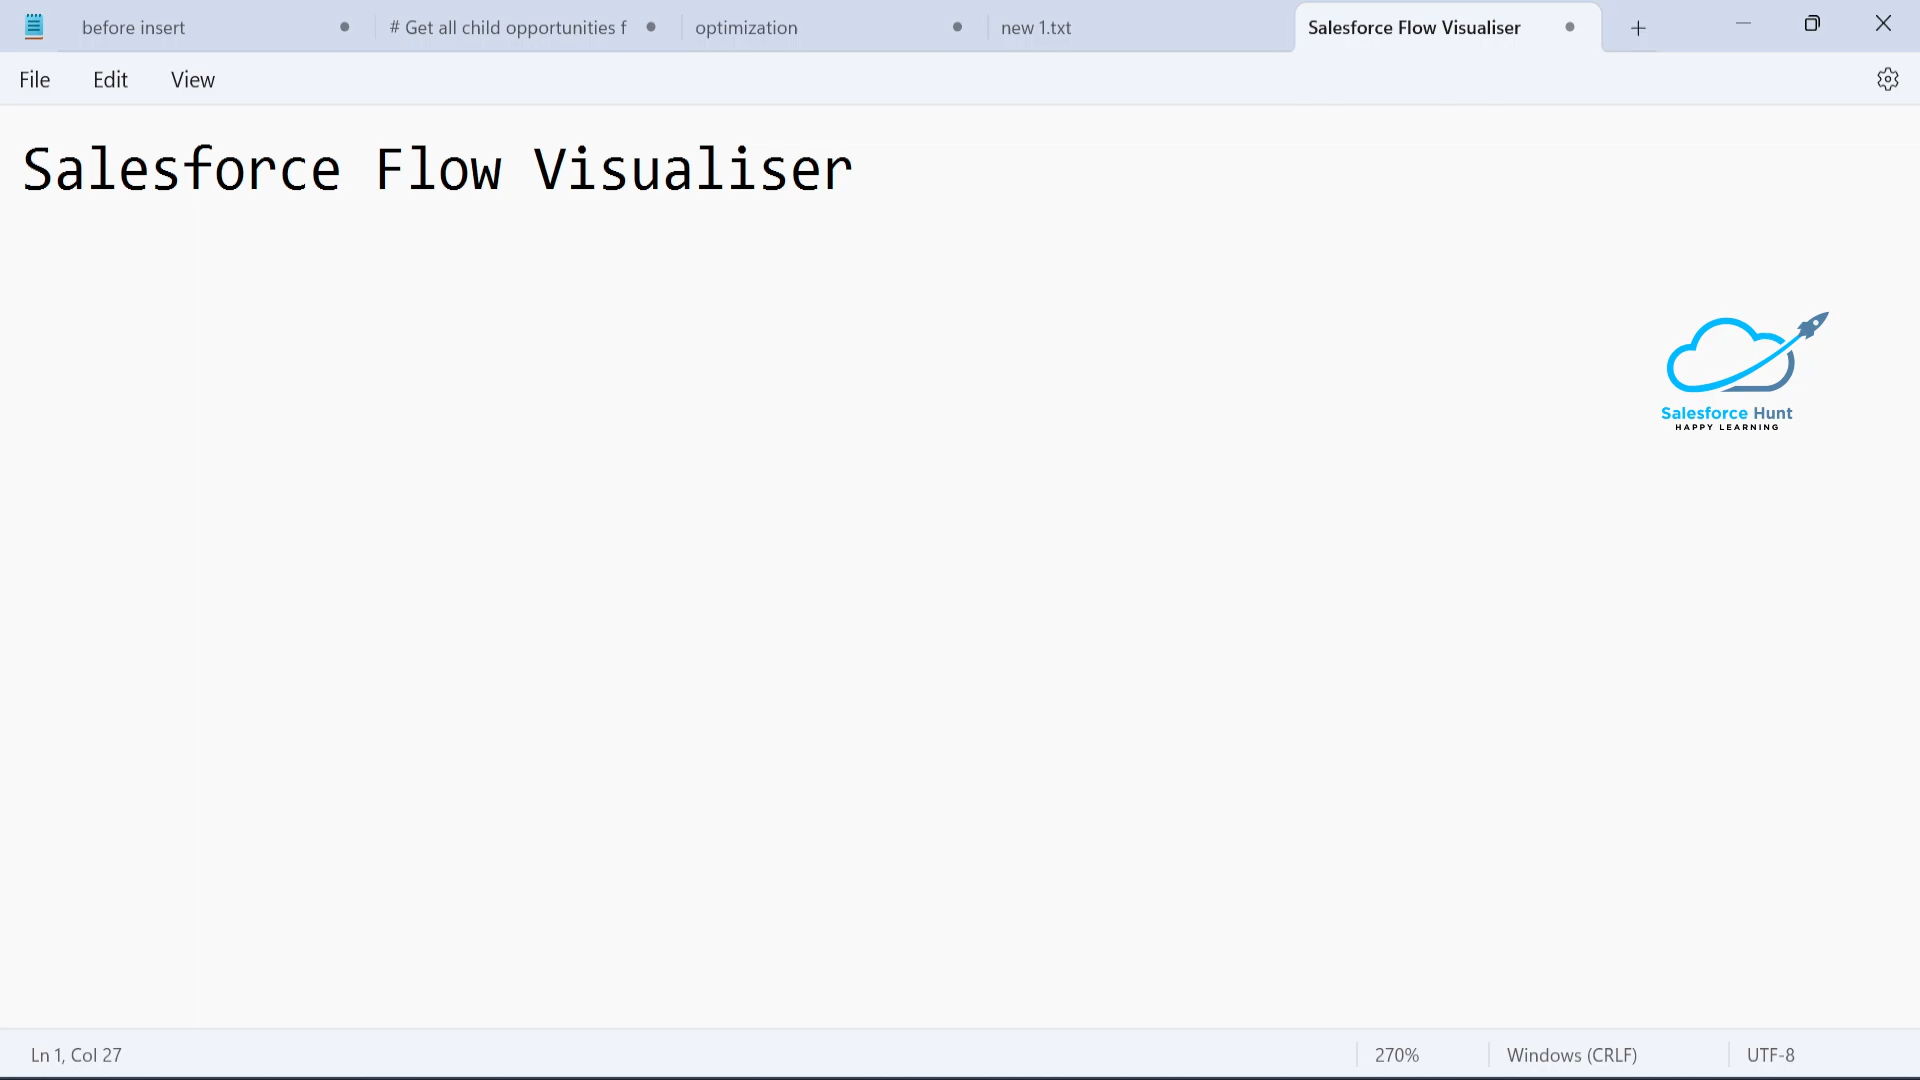 before insert
# Get all child opportunities f
optimization
new 1.txt
Salesforce Flow Visualiser
File Edit View
Salesforce Flow Visualiser
Salesforce Hunt
HAPPY LEARNING
Ln 1, Col 27
270%
Windows (CRLF)
UTF-8